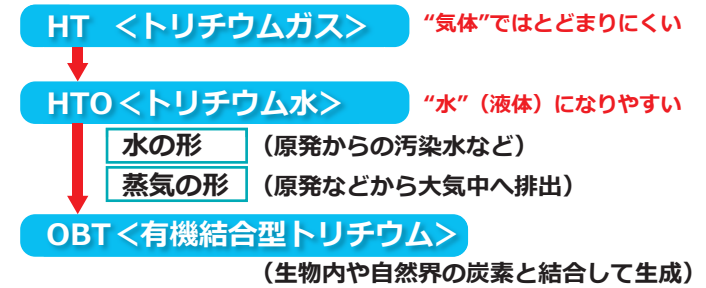 HT <トリチウムガス> “気体”ではとどまりにくい
HTO<トリチウム水> “水”（液体）になりやすい
水の形 （原発からの汚染水など）
蒸気の形 （原発などから大気中へ排出）
OBT<有機結合型トリチウム>
（生物内や自然界の炭素と結合して生成）